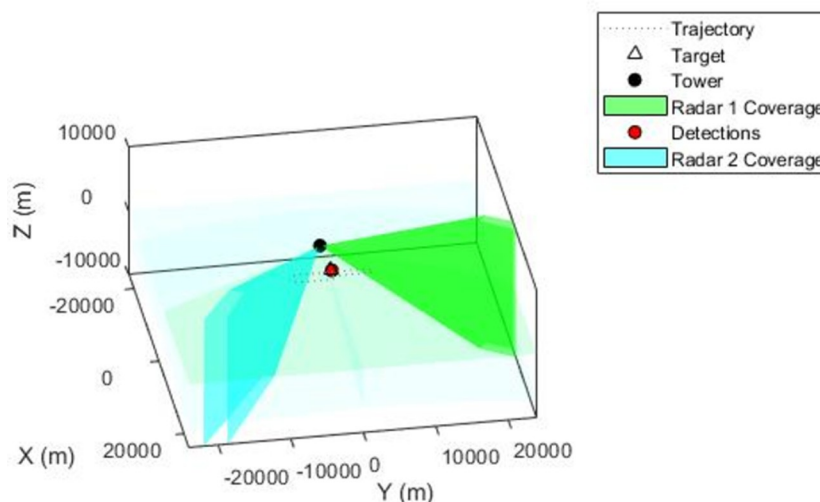 Trajectory
Target
Tower
Radar 1 Coverage
Detections
Radar 2 Coverage
10000
0
-10000
Z (m)
-20000
0
20000
X (m)
-20000
-10000
0
10000
20000
Y (m)